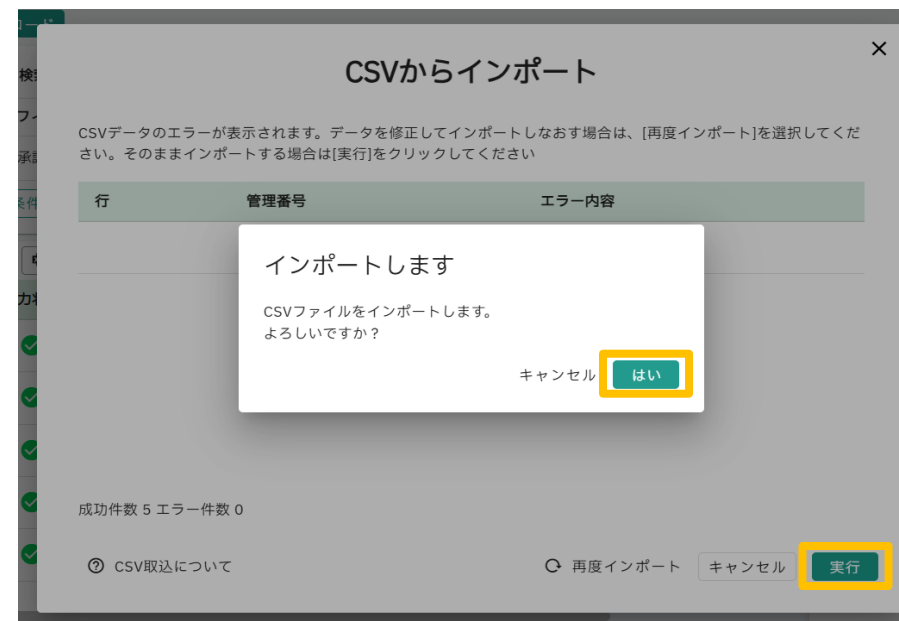 コード
検索
CSVからインポート
CSVデータのエラーが表示されます。データを修正してインポートしなおす場合は、[再度インポート]を選択してくだ
さい。そのままインポートする場合は[実行]をクリックしてください
行 管理番号 エラー内容
インポートします
CSVファイルをインポートします。
よろしいですか？
キャンセル はい
成功件数 5 エラー件数 0
CSV取込について 再度インポート キャンセル 実行